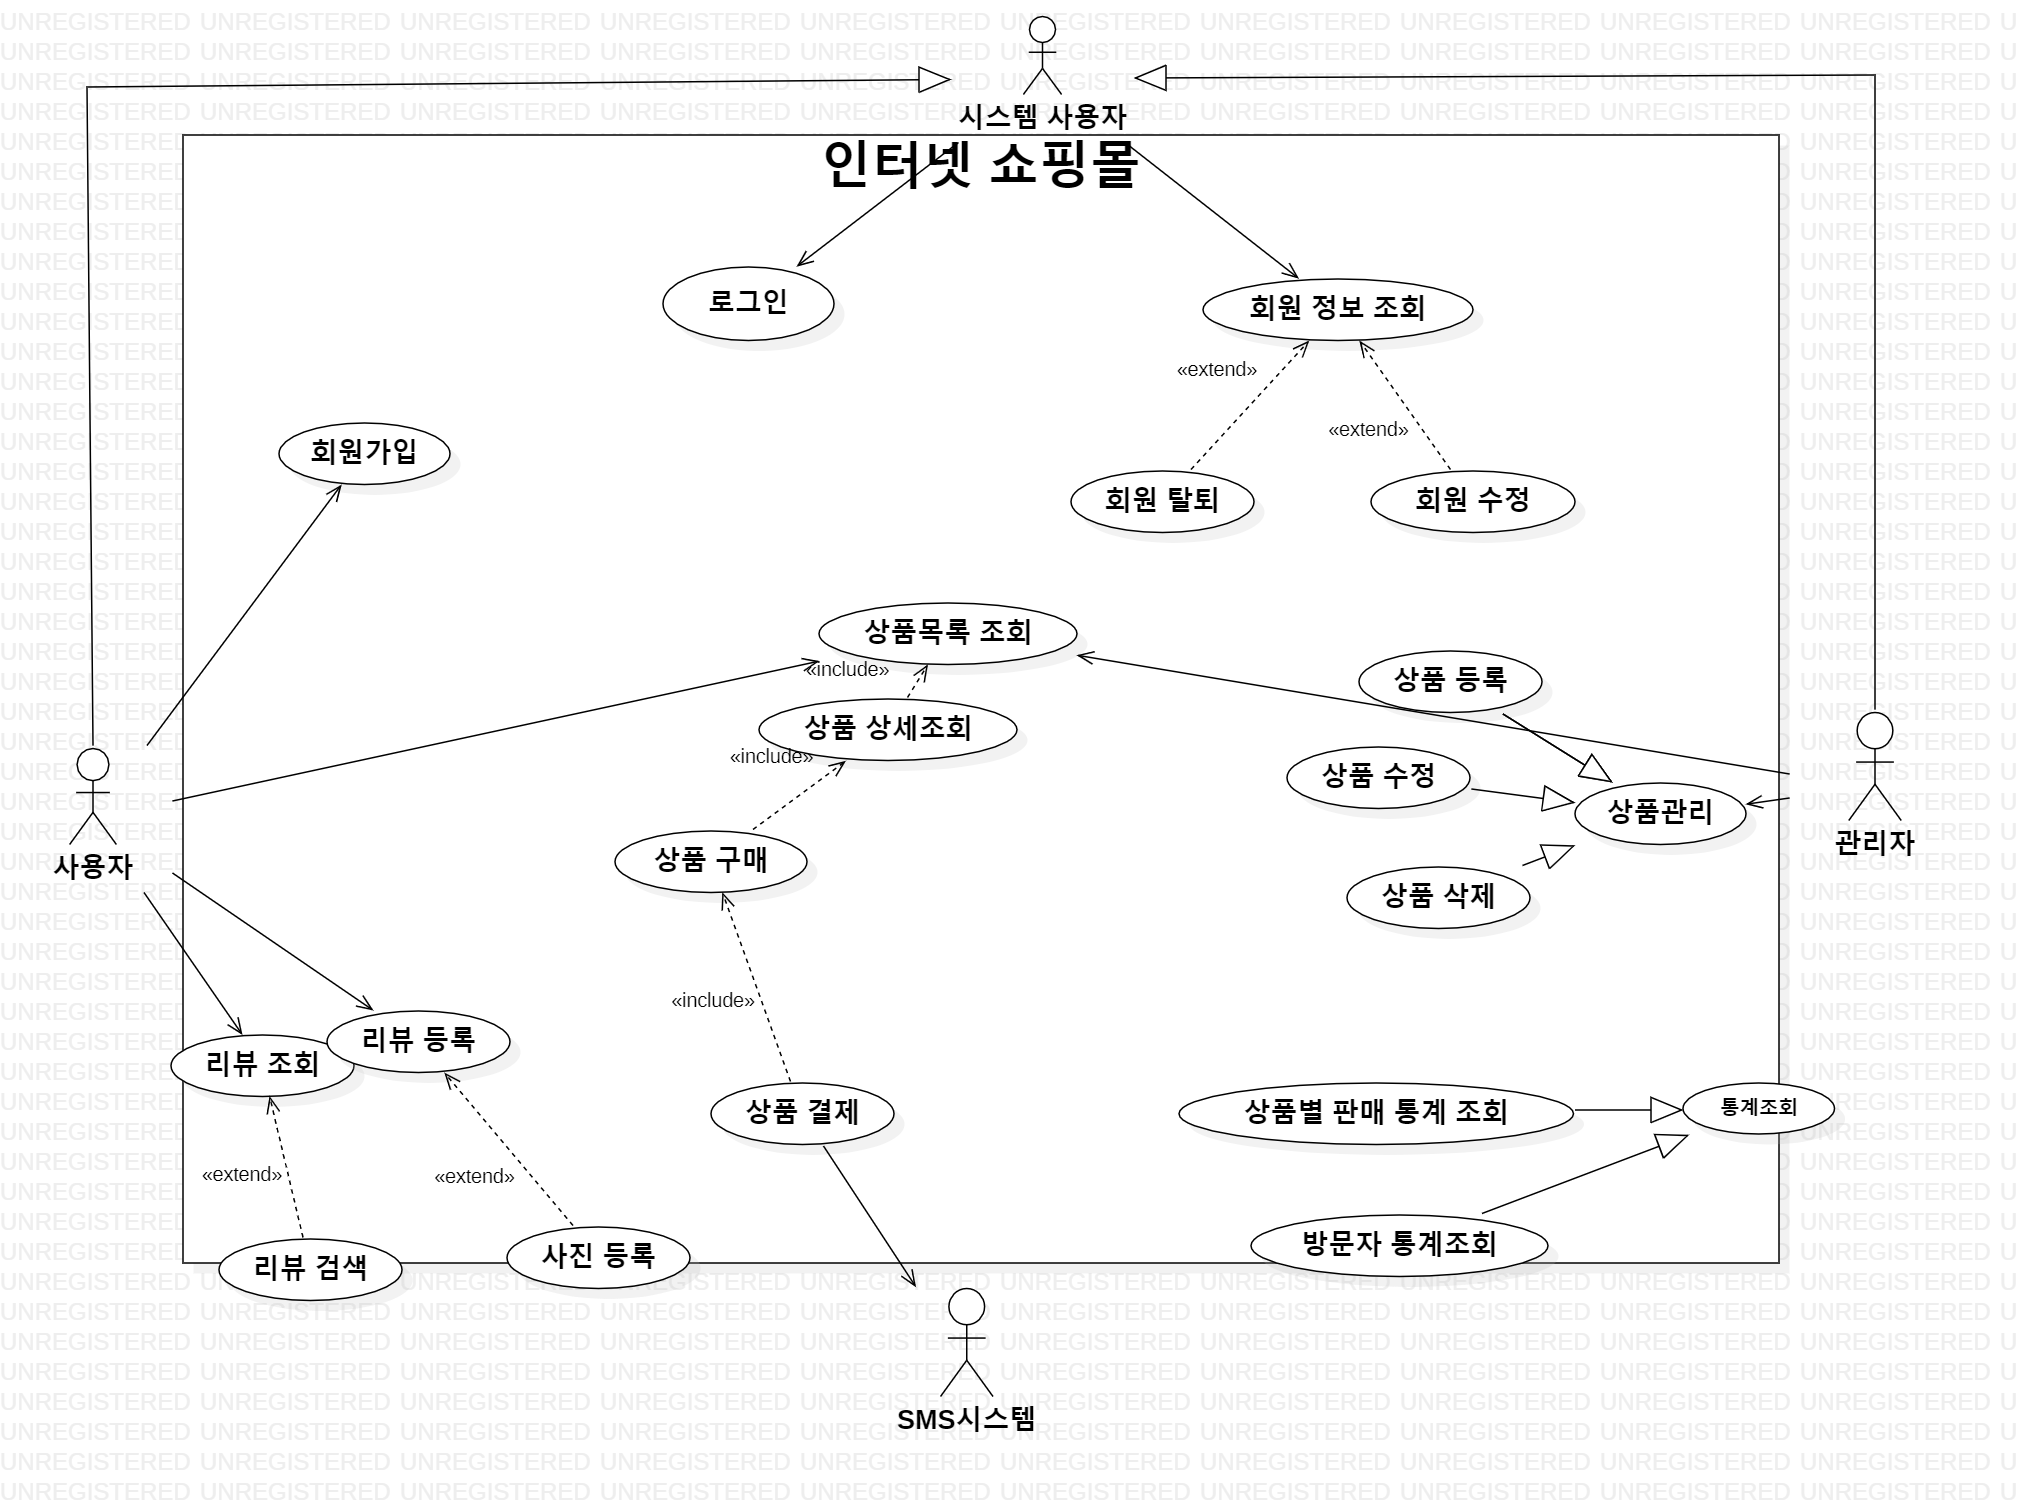 시스템 사용자
인터넷 쇼핑몰
로그인
회원 정보 조회
«extend»
«extend»
회원가입
회원 탈퇴
회원 수정
상품목록 조회
«include»
상품 등록
상품 상세조회
«include»
상품 수정
상품관리
관리자
사용자
상품 구매
상품 삭제
«include»
리뷰 등록
리뷰 조회
상품 결제
상품별 판매 통계 조회
통계조회
«extend»
«extend»
방문자 통계조회
리뷰 검색
사진 등록
SMS시스템
UNREGISTERED